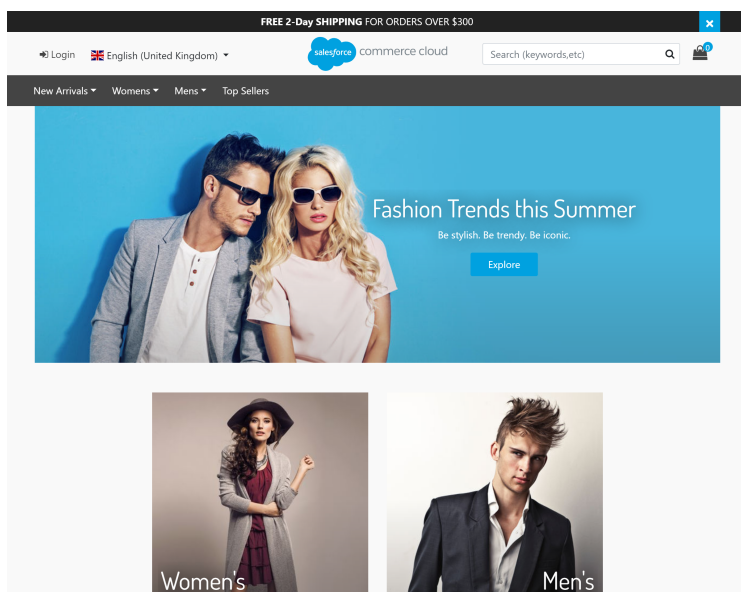 FREE 2-Day SHIPPING FOR ORDERS OVER $300
Login English (United Kingdom) salesforce commerce cloud Search (keywords,etc) 0
New Arrivals Womens Mens Top Sellers
Fashion Trends this Summer
Be stylish. Be trendy. Be iconic.
Explore
Women's Men's